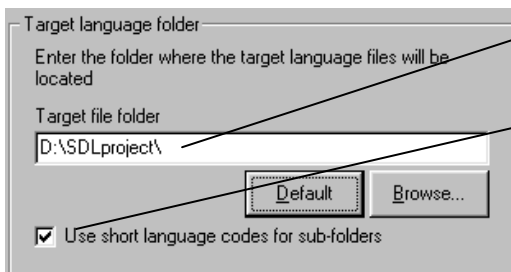 Target language folder
Enter the folder where the target language files will be
located
Target file folder
D:\SDLproject\
Default
Browse...
Use short language codes for sub-folders